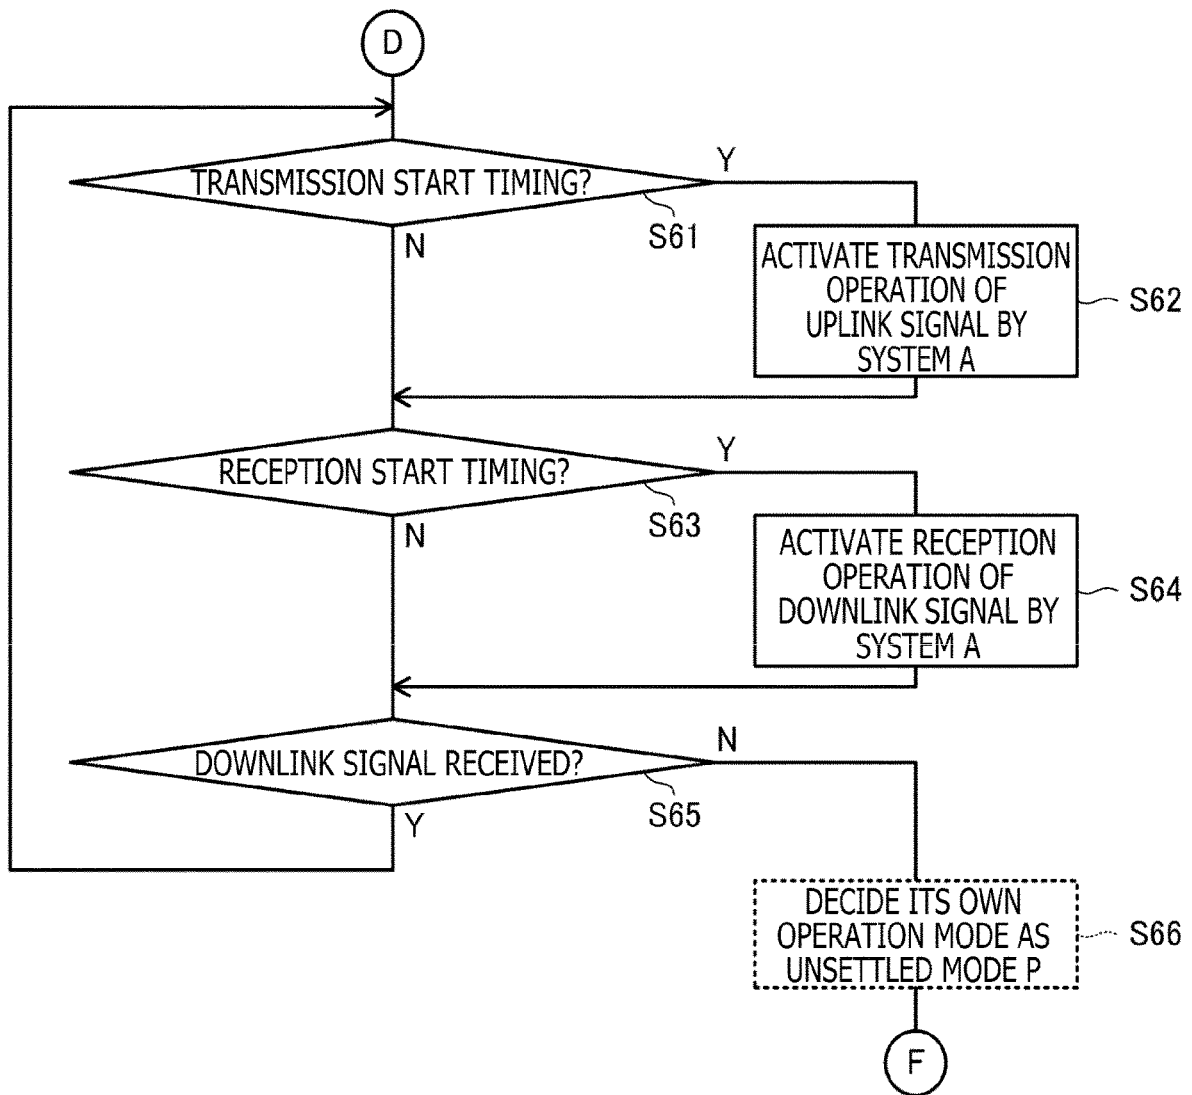 D
TRANSMISSION START TIMING?
Y
S61
N
ACTIVATE TRANSMISSION
OPERATION OF
UPLINK SIGNAL BY
SYSTEM A
S62
RECEPTION START TIMING?
Y
S63
N
ACTIVATE RECEPTION
OPERATION OF
DOWNLINK SIGNAL BY
SYSTEM A
S64
DOWNLINK SIGNAL RECEIVED?
N
S65
Y
DECIDE ITS OWN
OPERATION MODE AS
UNSETTLED MODE P
S66
F